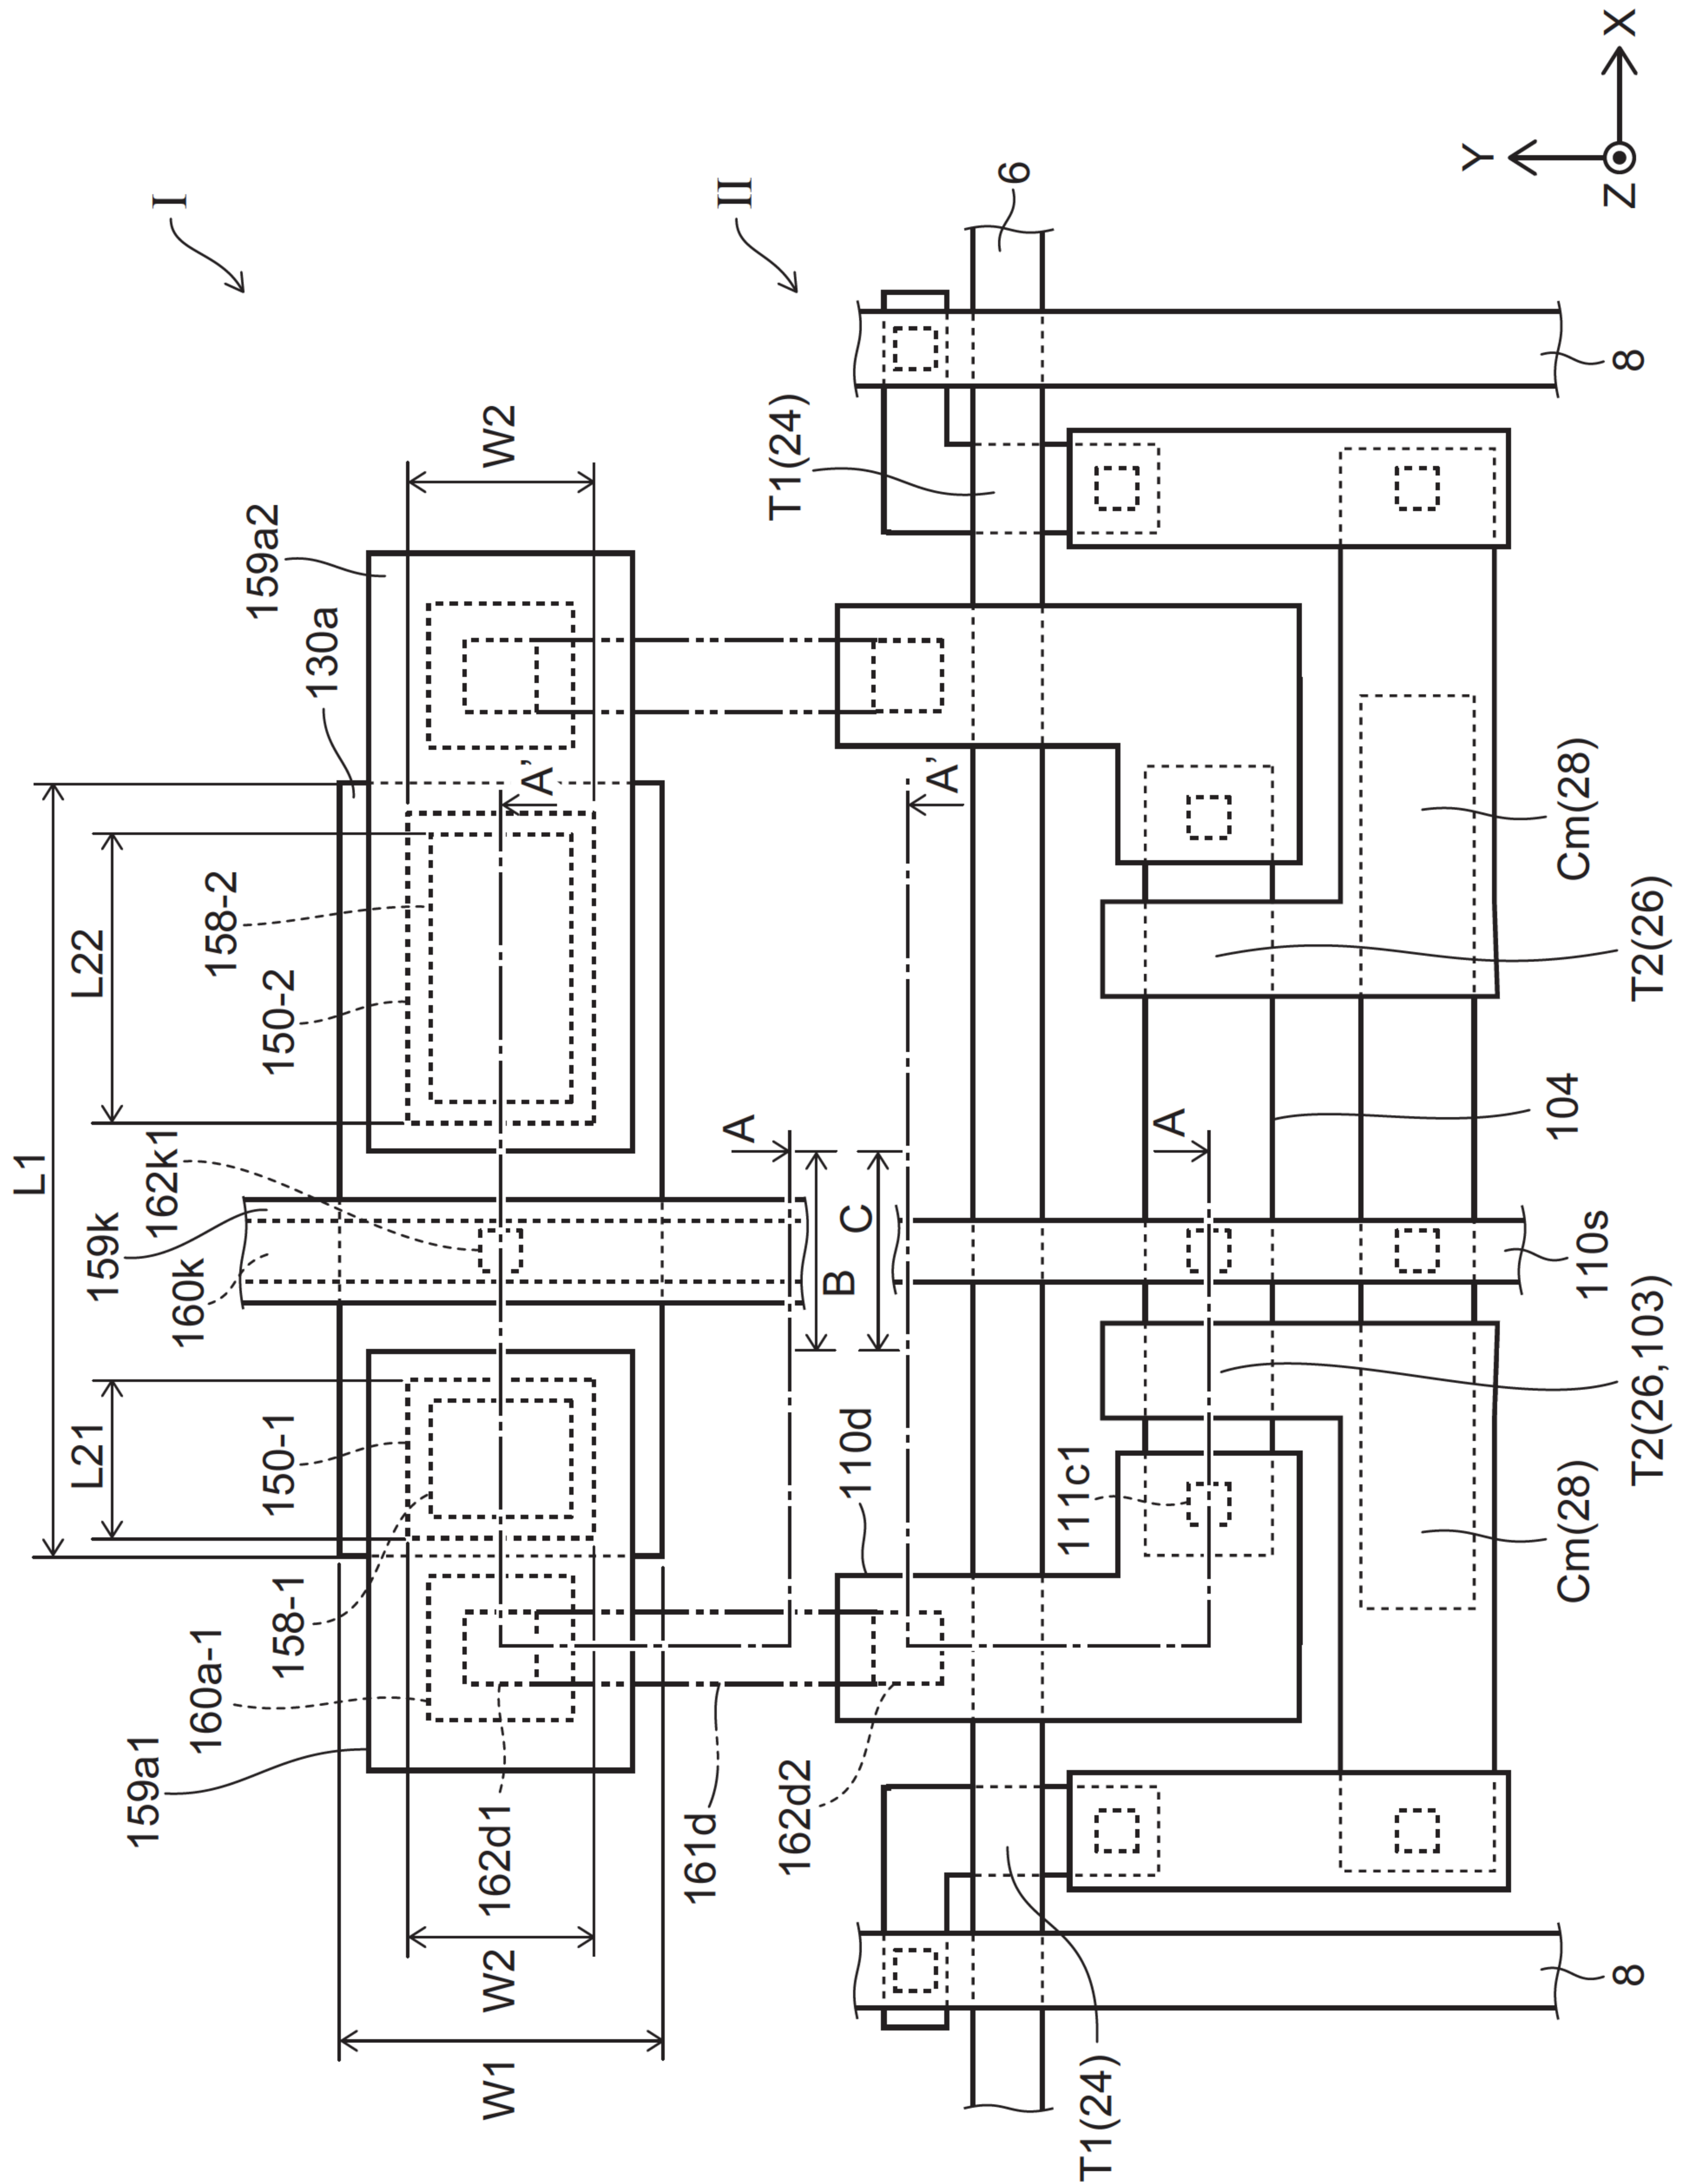 I
II
L1
L21
L22
W1
W2
W2
159a1
160a-1
158-1
150-1
160k
159k
162k1
150-2
158-2
130a
159a2
A’
A
162d1
161d
162d2
B
C
A’
A
110d
111c1
T1(24)
T1(24)
6
8
8
Cm(28)
Cm(28)
T2(26,103)
T2(26)
110s
104
X
Y
Z